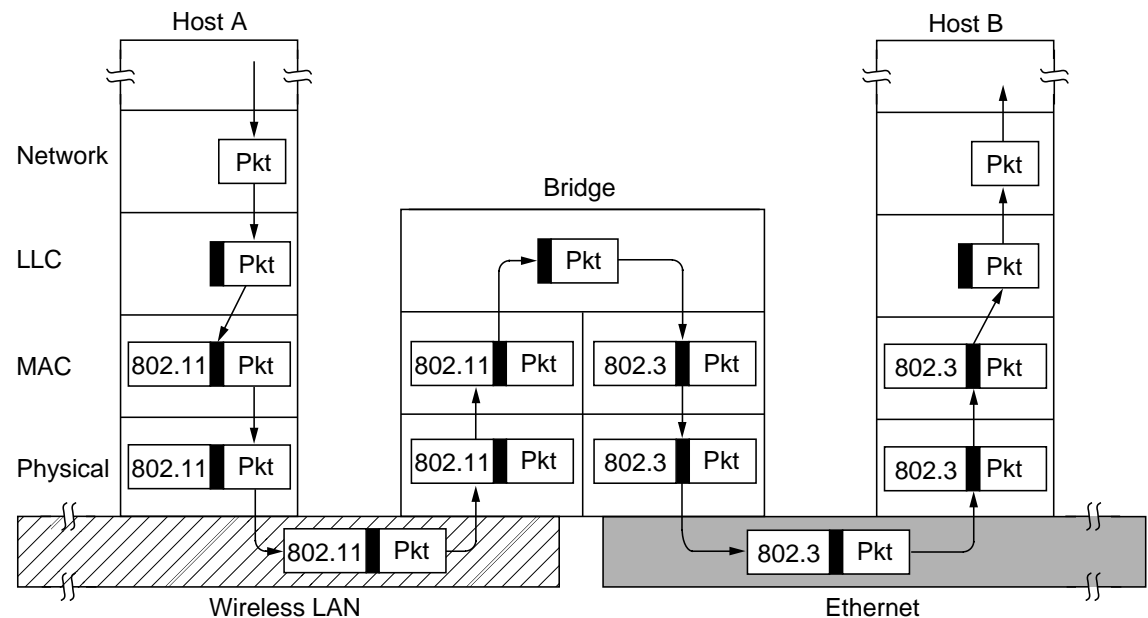 Host A
Host B
Bridge
Network
Pkt
Pkt
LLC
Pkt
Pkt
Pkt
MAC
802.11 Pkt
802.11 Pkt
802.3 Pkt
802.3 Pkt
Physical
802.11 Pkt
802.11 Pkt
802.3 Pkt
802.3 Pkt
802.11 Pkt
802.3 Pkt
Wireless LAN
Ethernet